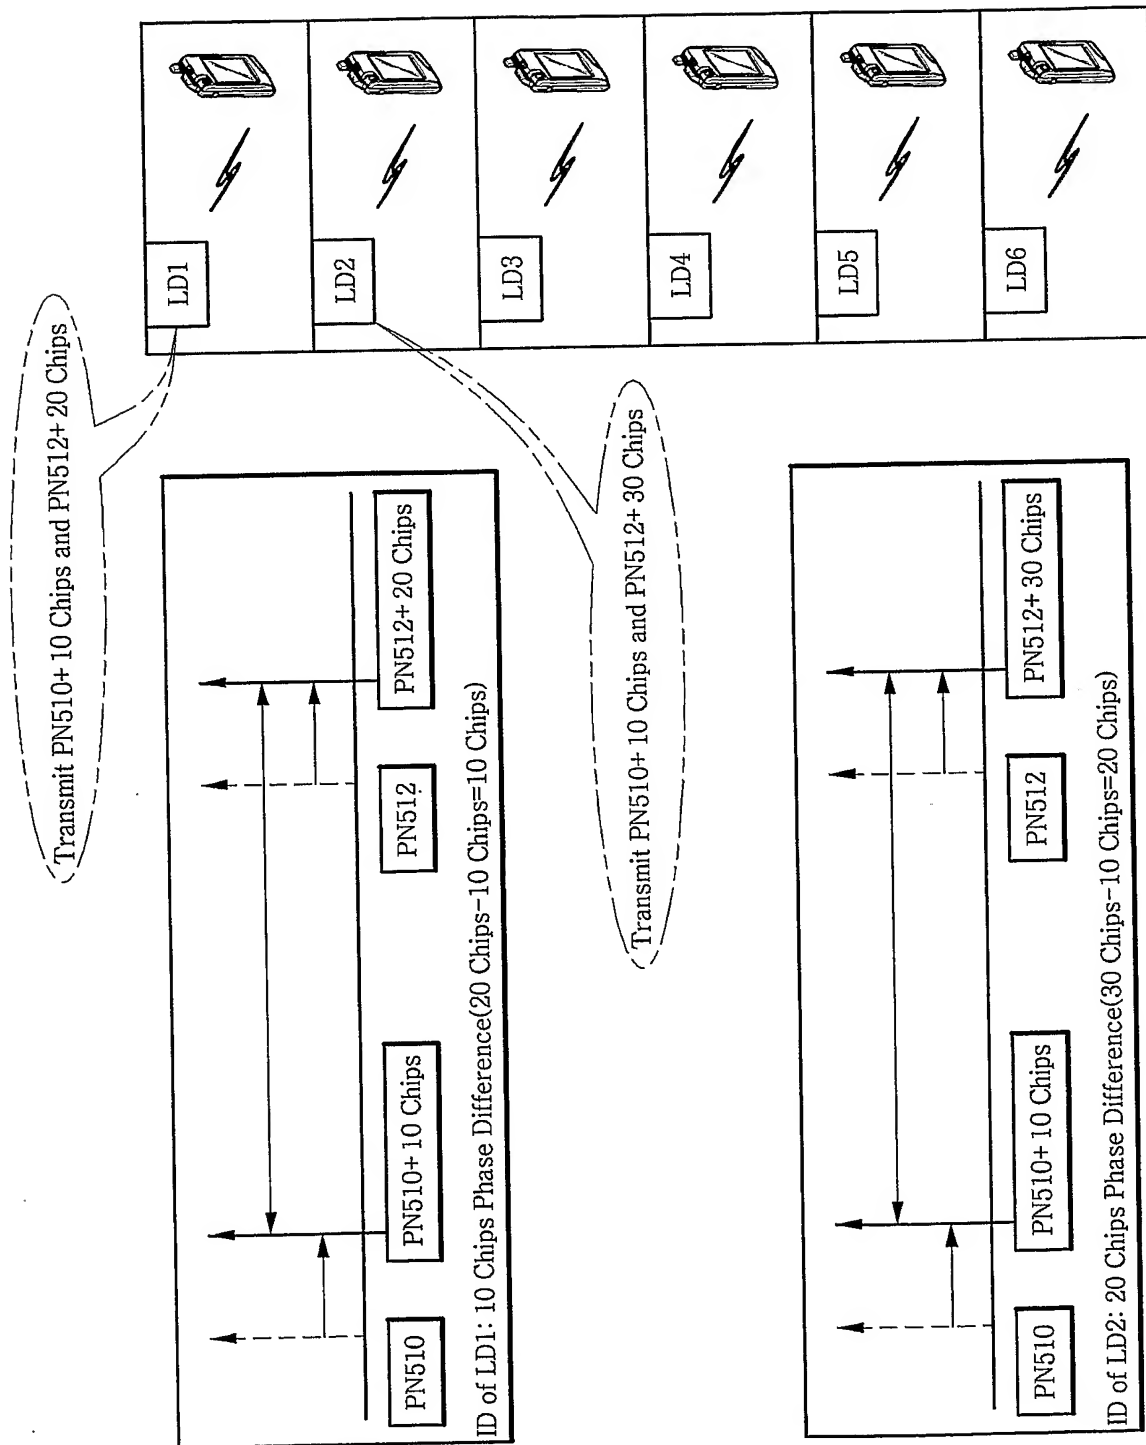 Transmit PN510+10 Chips and PN512+20 Chips
LD1
LD2
LD3
LD4
LD5
LD6
PN510
PN510+10 Chips
PN512
PN512+20 Chips
ID of LD1: 10 Chips Phase Difference(20 Chips-10 Chips=10 Chips)
Transmit PN510+10 Chips and PN512+30 Chips
PN510
PN510+10 Chips
PN512
PN512+30 Chips
ID of LD2: 20 Chips Phase Difference(30 Chips-10 Chips=20 Chips)